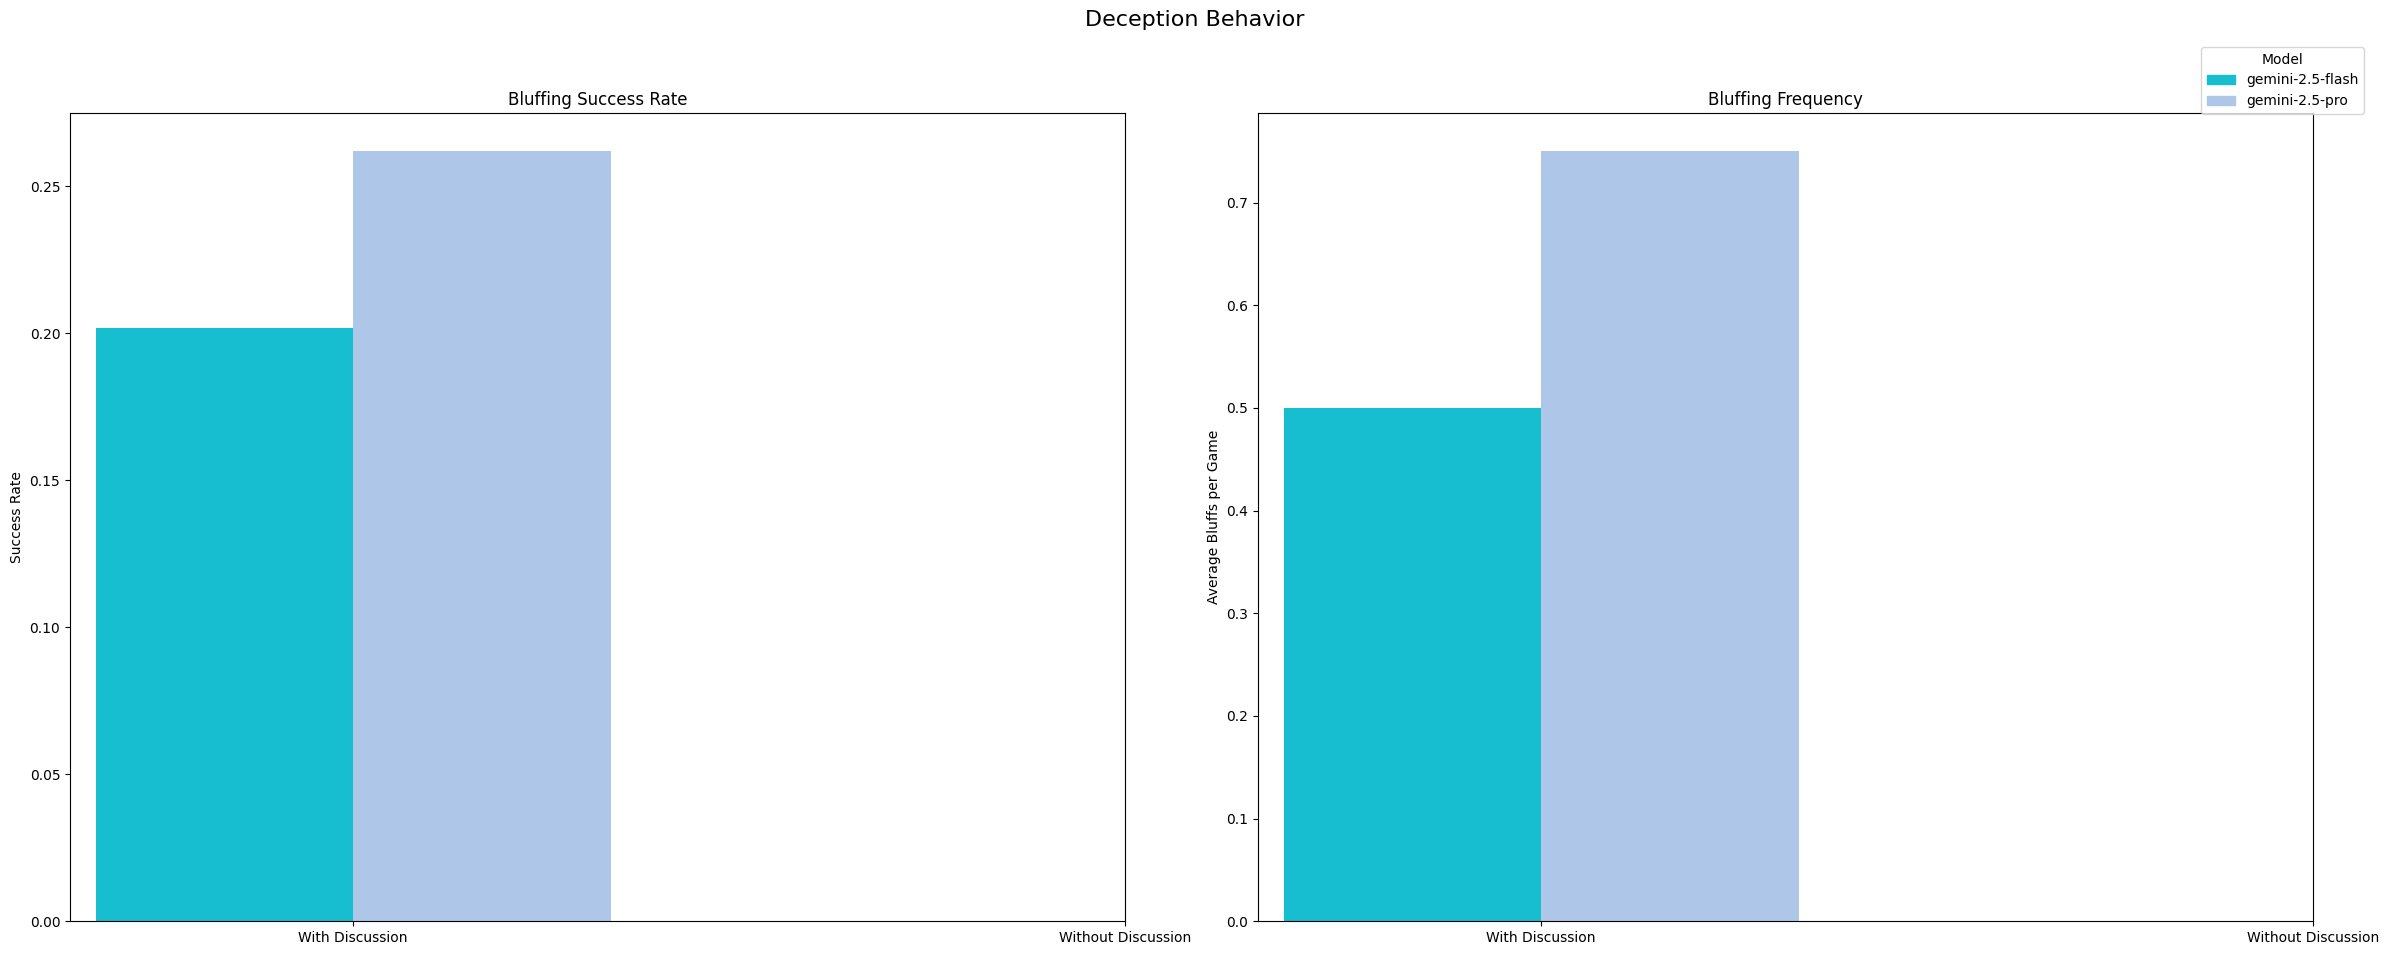 Deception Behavior
Model
gemini-2.5-flash
gemini-2.5-pro
Bluffing Success Rate
Success Rate
0.25
0.20
0.15
0.10
0.05
0.00
With Discussion
Without Discussion
Bluffing Frequency
Average Bluffs per Game
0.7
0.6
0.5
0.4
0.3
0.2
0.1
0.0
With Discussion
Without Discussion